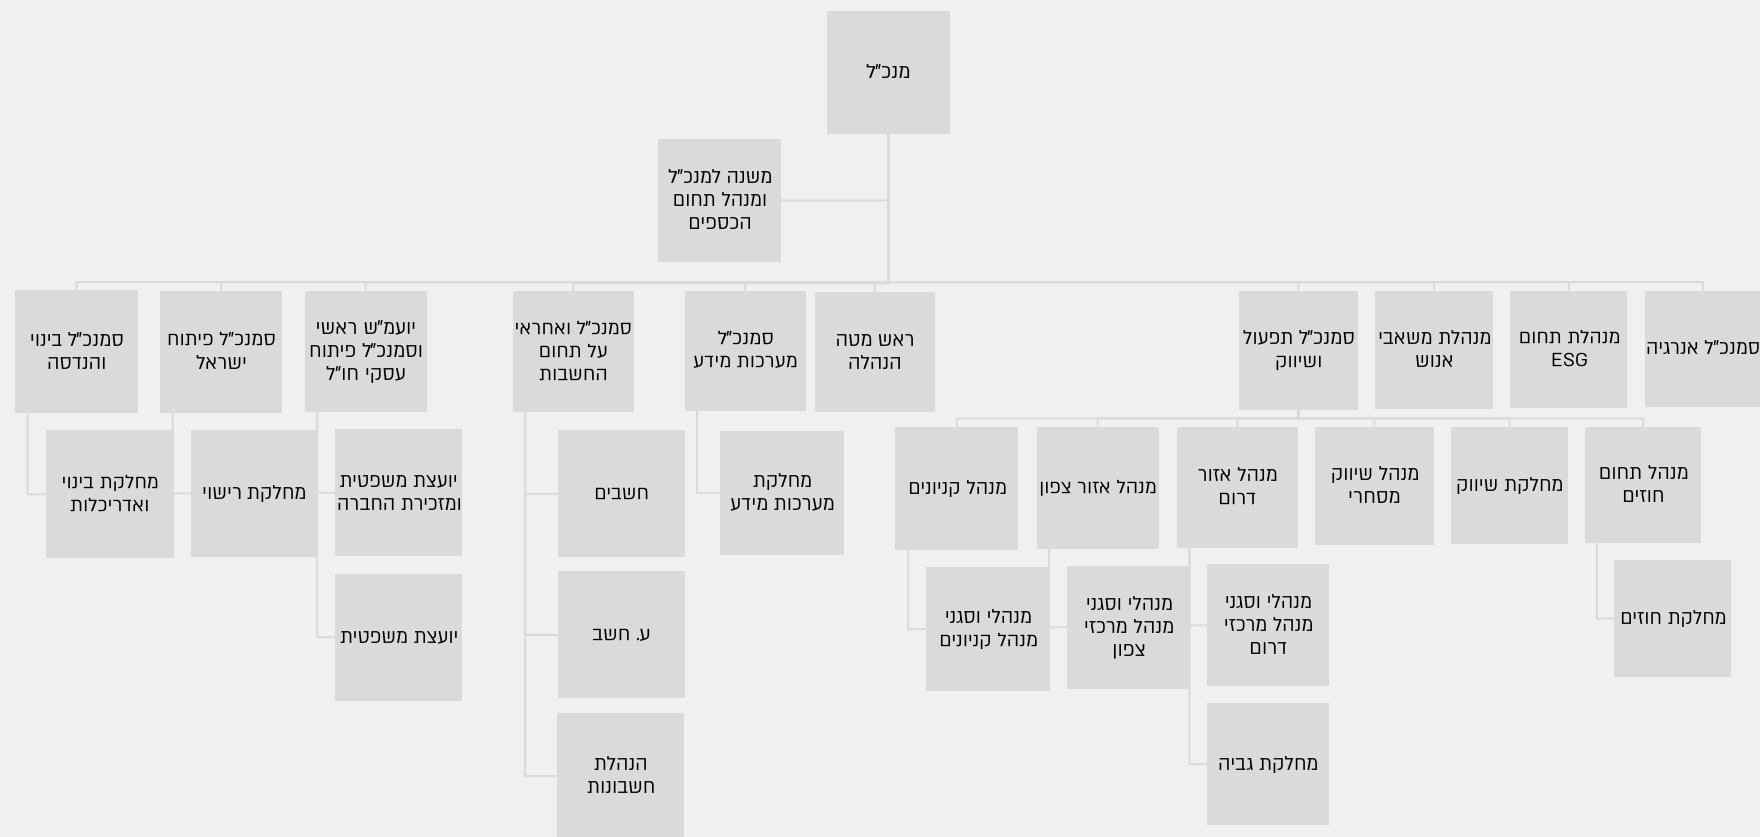 מנכ"ל
משנה למנכ"ל
ומנהל תחום
הכספים
סמנכ"ל אנרגיה
מנהלת תחום
ESG
מנהלת משאבי
אנוש
סמנכ"ל תפעול
ושיווק
ראש מטה
הנהלה
סמנכ"ל
מערכות מידע
סמנכ"ל ואחראי
על תחום
החשבות
יועמ"ש ראשי
וסמנכ"ל פיתוח
עסקי חו"ל
סמנכ"ל פיתוח
ישראל
סמנכ"ל בינוי
והנדסה
מנהל תחום
חוזים
מחלקת שיווק
מנהל שיווק
מסחרי
מנהל אזור
דרום
מנהל אזור צפון
מנהל קניונים
מחלקת
מערכות מידע
חשבים
יועצת משפטית
ומזכירת החברה
מחלקת רישוי
מחלקת בינוי
ואדריכלות
מחלקת חוזים
מנהלי וסגני
מנהל מרכזי
דרום
מנהלי וסגני
מנהל מרכזי
צפון
מנהלי וסגני
מנהל קניונים
ע. חשב
יועצת משפטית
מחלקת גביה
הנהלת
חשבונות